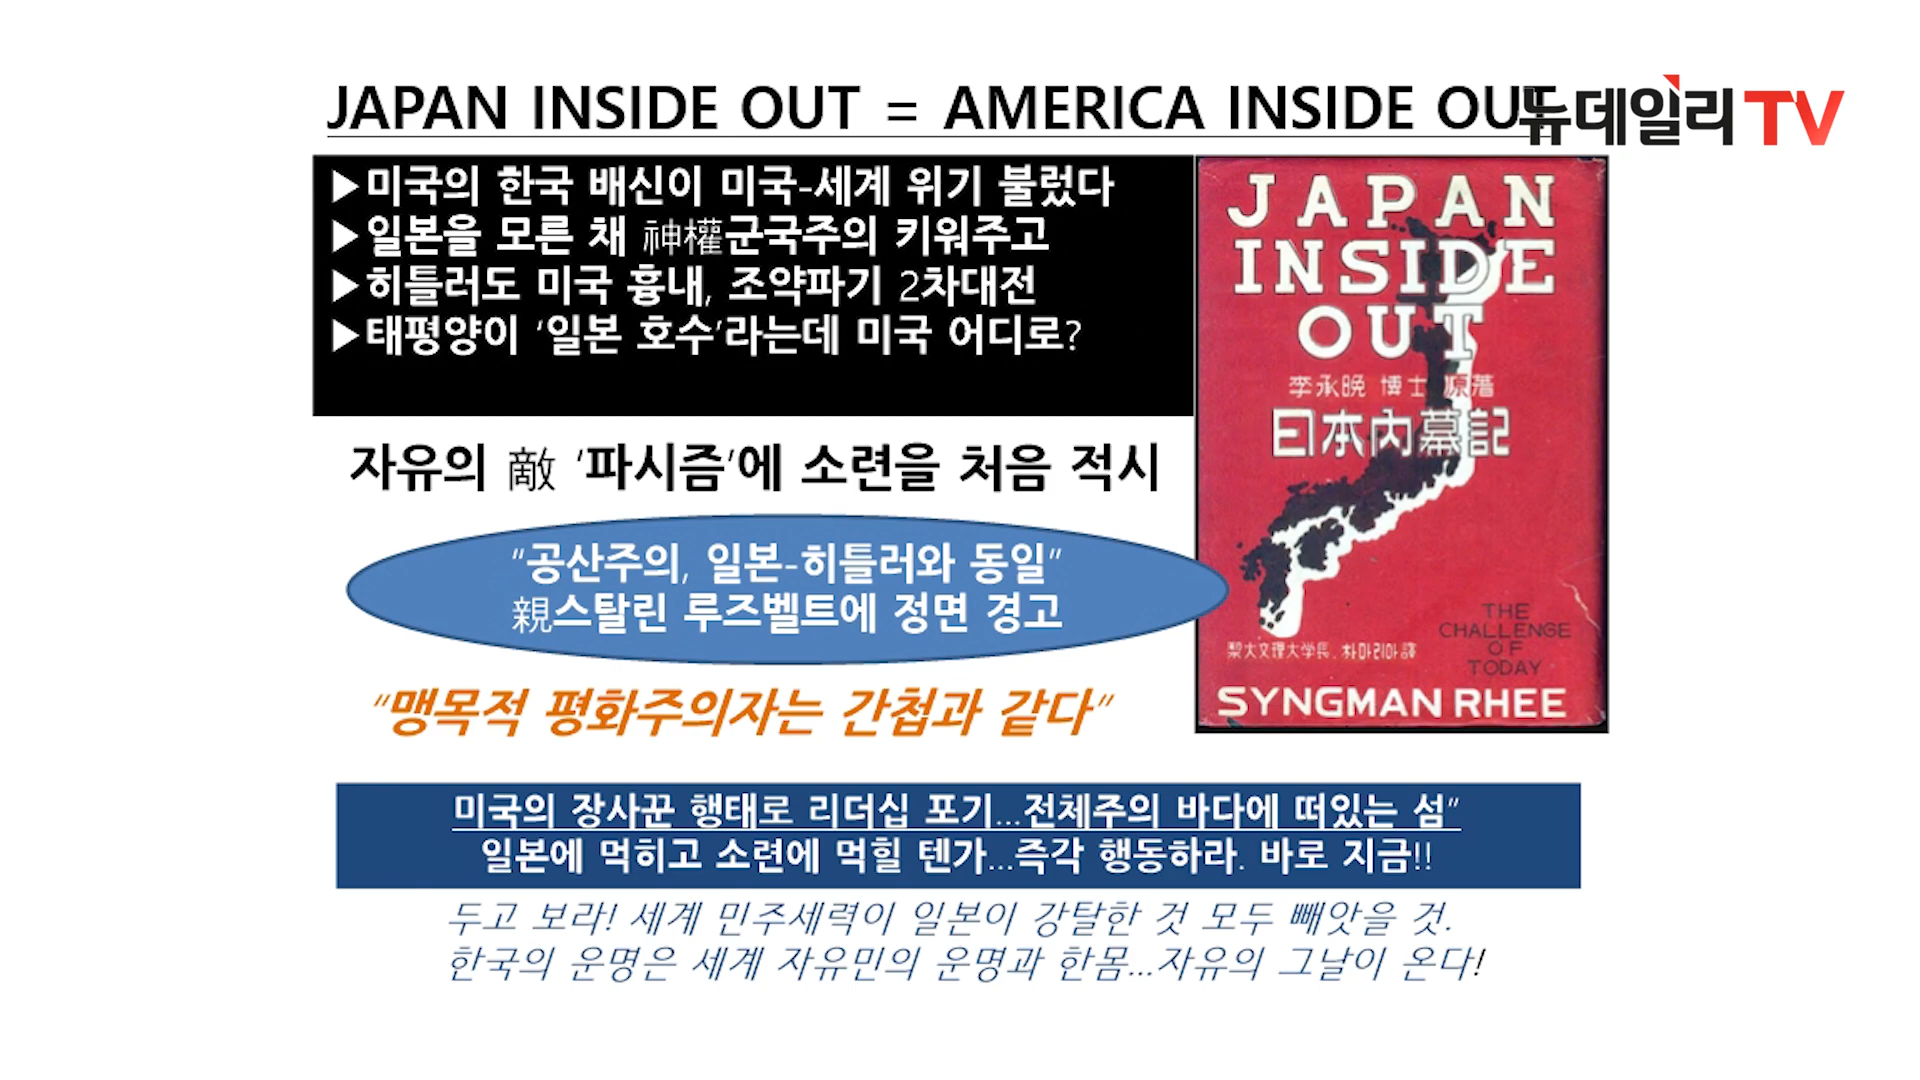 JAPAN INSIDE OUT = AMERICA INSIDE OUT
뉴데일리TV
▶미국의 한국 배신이 미국-세계 위기 불렀다
▶일본을 모른 채 神權군국주의 키워주고
▶히틀러도 미국 흉내, 조약파기 2차대전
▶태평양이 ‘일본 호수’라는데 미국 어디로?
자유의 敵 ‘파시즘’에 소련을 처음 적시
“공산주의, 일본-히틀러와 동일”
親스탈린 루즈벨트에 정면 경고
“맹목적 평화주의자는 간첩과 같다”
JAPAN
INSIDE
OUT
李承晩 博士 原著
日本內幕記
THE
CHALLENGE
OF
TODAY
梨大文理大学長. 朴마리아 譯
SYNGMAN RHEE
미국의 장사꾼 행태로 리더십 포기...전체주의 바다에 떠있는 섬”
일본에 먹히고 소련에 먹힐 텐가...즉각 행동하라. 바로 지금!!
두고 보라! 세계 민주세력이 일본이 강탈한 것 모두 빼앗을 것.
한국의 운명은 세계 자유민의 운명과 한몸...자유의 그날이 온다!